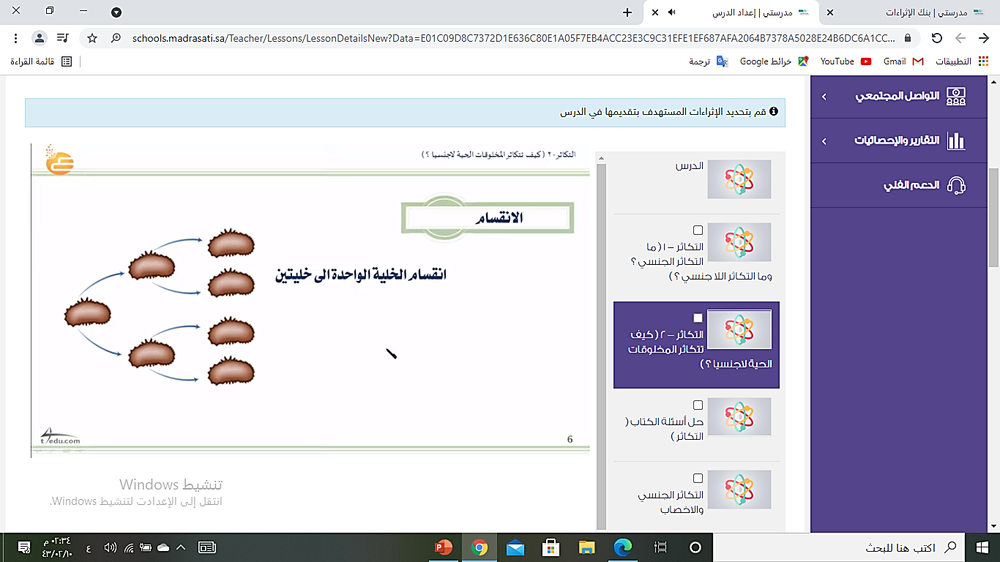 مدرستي | بنك الإثراءات
مدرستي | إعداد الدرس
schools.madrasati.sa/Teacher/Lessons/LessonDetailsNew?Data=E01C09D8C7372D1E636C80E1A05F7EB4ACC23E3C9C31EFE1EF687AFA2064B7378A5028E24B6DC6A1CC...
التطبيقات
Gmail
YouTube
خرائط Google
ترجمة
قائمة القراءة
التواصل المجتمعي
التقارير والإحصائيات
الدعم الفني
قم بتحديد الإثراءات المستهدف بتقديمها في الدرس
الدرس
التكاثر – ١ ( ما
التكاثر الجنسي ؟
وما التكاثر اللا جنسي ؟ )
التكاثر – ٢ ( كيف
تتكاثر المخلوقات
الحية لاجنسيا ؟ )
حل أسئلة الكتاب (
التكاثر )
التكاثر الجنسي
والاخصاب
التكاثر-٢ ( كيف تتكاثر المخلوقات الحية لاجنسيا ؟ )
الانقسام
انقسام الخلية الواحدة الى خليتين
t4edu.com
6
تنشيط Windows
انتقل إلى الإعدادت لتنشيط Windows.
اكتب هنا للبحث
ع
٠٢:٣٤ م
٤٣/٠٢/١٠